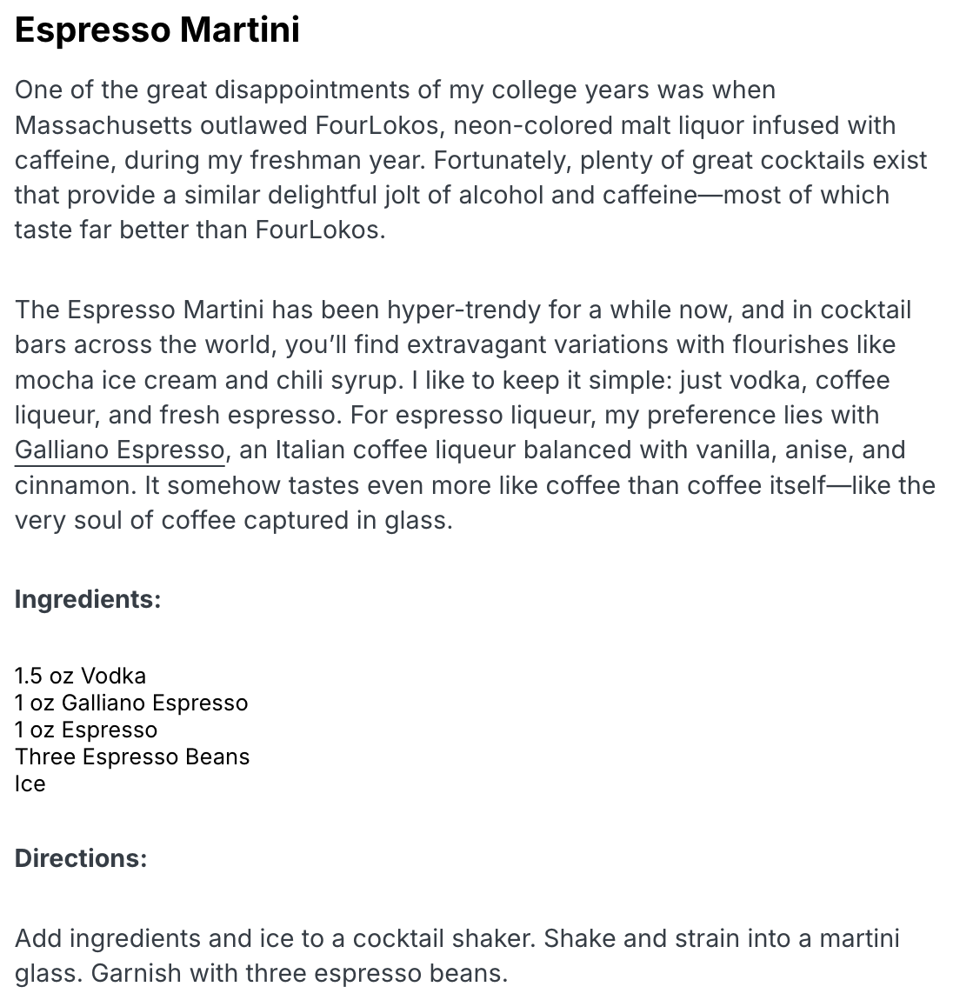 Espresso Martini
One of the great disappointments of my college years was when
Massachusetts outlawed FourLokos, neon-colored malt liquor infused with
caffeine, during my freshman year. Fortunately, plenty of great cocktails exist
that provide a similar delightful jolt of alcohol and caffeine—most of which
taste far better than FourLokos.
The Espresso Martini has been hyper-trendy for a while now, and in cocktail
bars across the world, you’ll find extravagant variations with flourishes like
mocha ice cream and chili syrup. I like to keep it simple: just vodka, coffee
liqueur, and fresh espresso. For espresso liqueur, my preference lies with
Galliano Espresso, an Italian coffee liqueur balanced with vanilla, anise, and
cinnamon. It somehow tastes even more like coffee than coffee itself—like the
very soul of coffee captured in glass.
Ingredients:
1.5 oz Vodka
1 oz Galliano Espresso
1 oz Espresso
Three Espresso Beans
Ice
Directions:
Add ingredients and ice to a cocktail shaker. Shake and strain into a martini
glass. Garnish with three espresso beans.